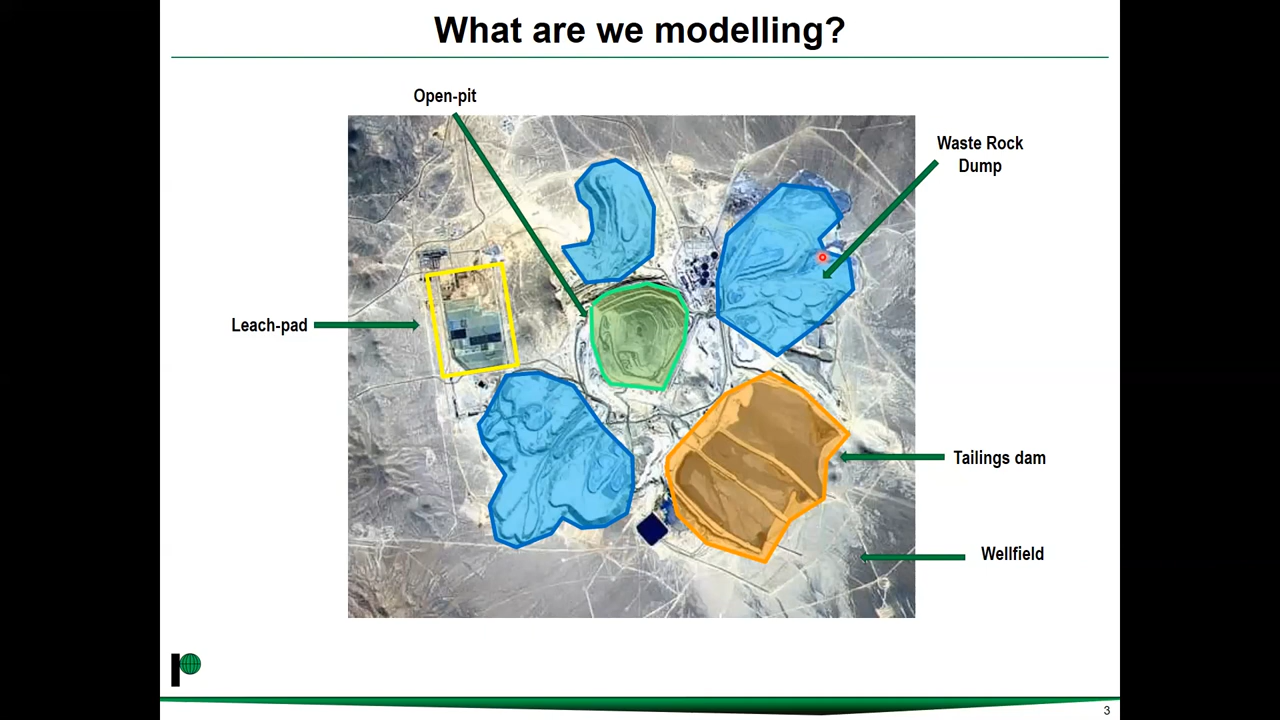 What are we modelling?
Open-pit
Waste Rock
Dump
Leach-pad
Tailings dam
Wellfield
3